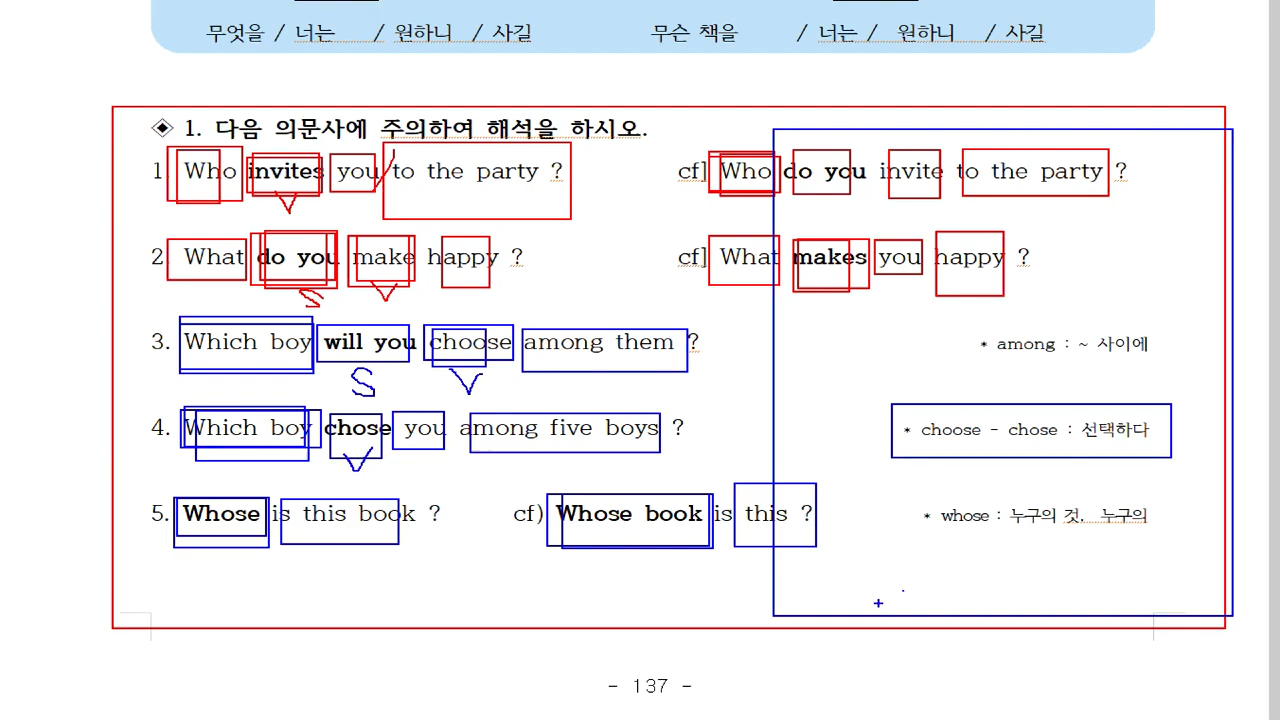 무엇을 / 너는 / 원하니 / 사길 무슨 책을 / 너는 / 원하니 / 사길
◈ 1. 다음 의문사에 주의하여 해석을 하시오.
1. Who invites you to the party ? cf] Who do you invite to the party ?
V
2. What do you make happy ? cf] What makes you happy ?
S V
3. Which boy will you choose among them ? * among : ~ 사이에
S V
4. Which boy chose you among five boys ? * choose - chose : 선택하다
V
5. Whose is this book ? cf) Whose book is this ? * whose : 누구의 것, 누구의
- 137 -